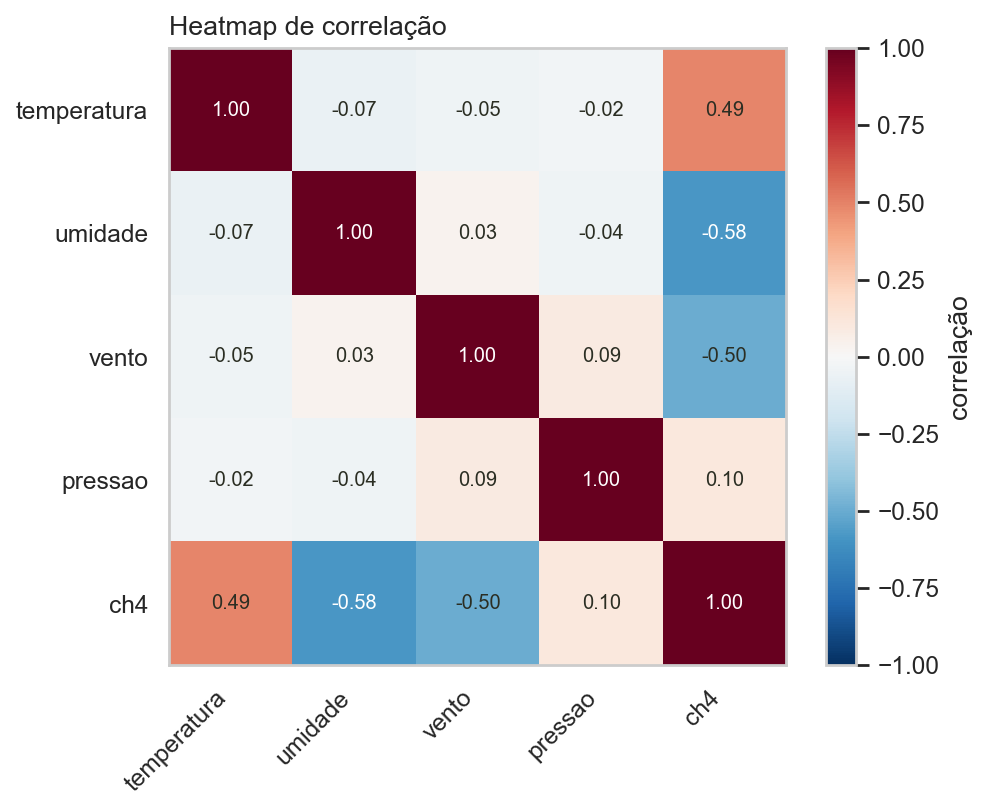 Heatmap de correlação
temperatura 1.00 -0.07 -0.05 -0.02 0.49
umidade -0.07 1.00 0.03 -0.04 -0.58
vento -0.05 0.03 1.00 0.09 -0.50
pressao -0.02 -0.04 0.09 1.00 0.10
ch4 0.49 -0.58 -0.50 0.10 1.00
temperatura umidade vento pressao ch4
1.00
0.75
0.50
0.25
0.00
−0.25
−0.50
−0.75
−1.00
correlação